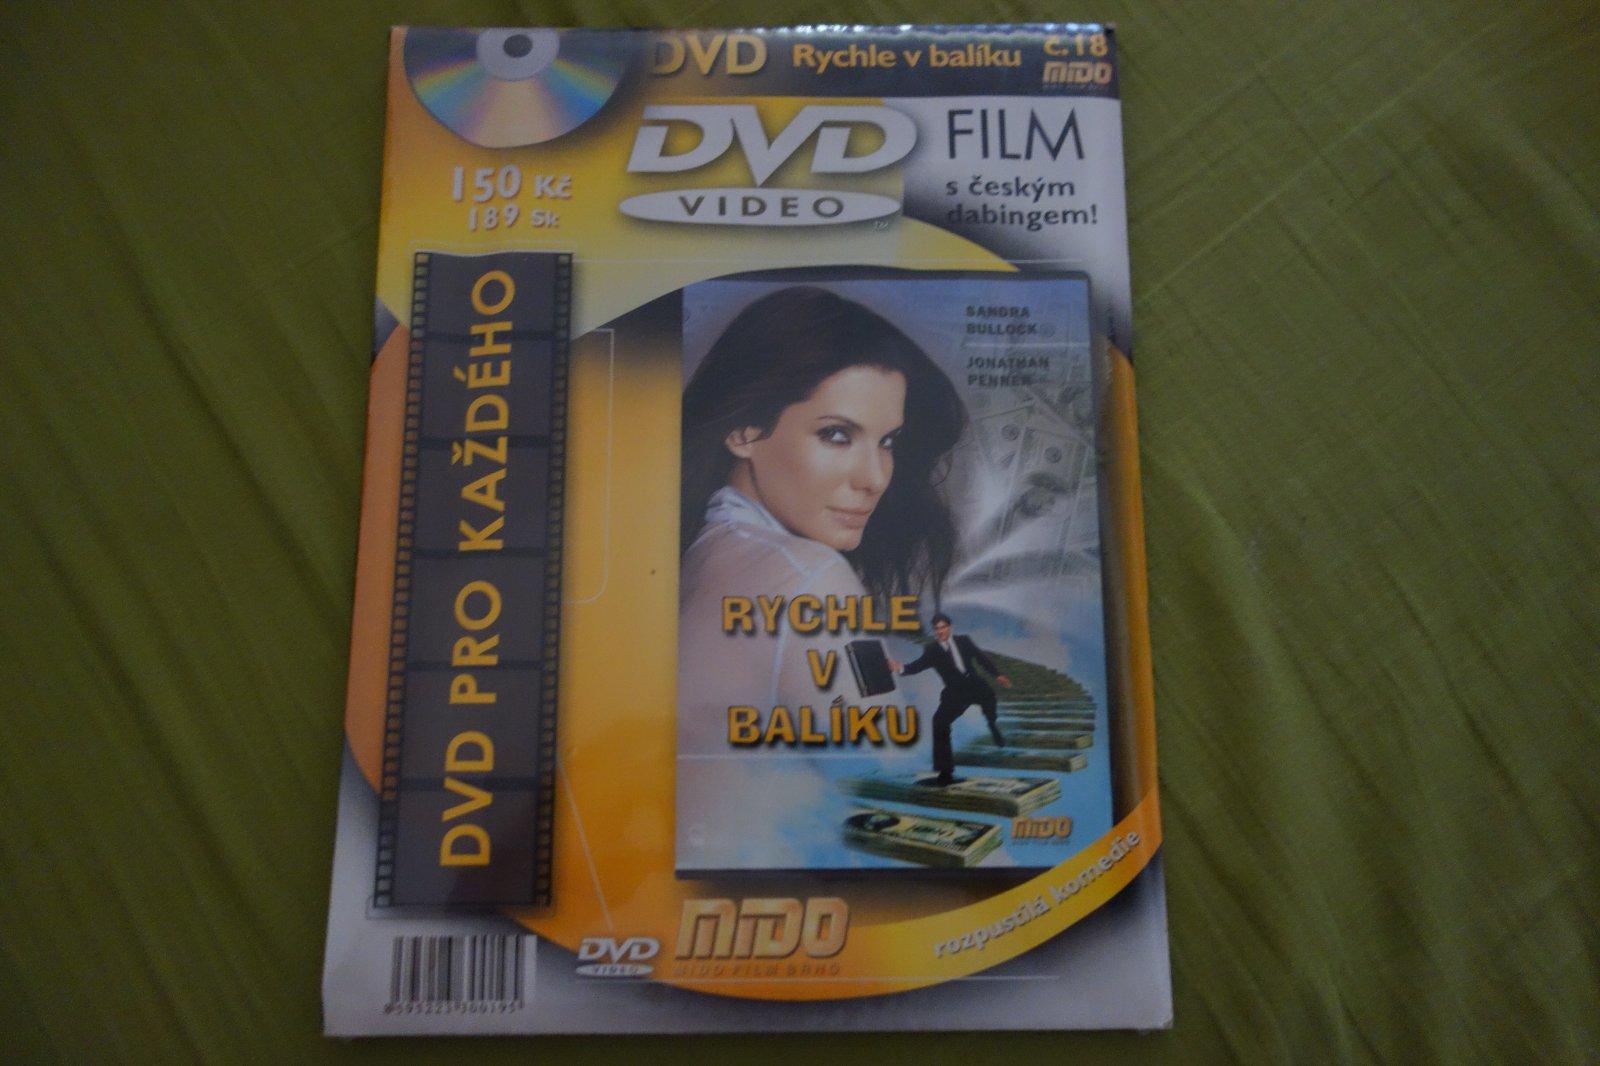 DVD Rychle v balíku č.18
MIDO
DVD
VIDEO
FILM
s českým
dabingem!
150 Kč
189 Sk
DVD PRO KAŽDÉHO
SANDRA
BULLOCK
JONATHAN
PENNER
RYCHLE
V
BALÍKU
MIDO
rozpustilá komedie
DVD
VIDEO
MIDO
MIDO FILM BRNO
8595223300195